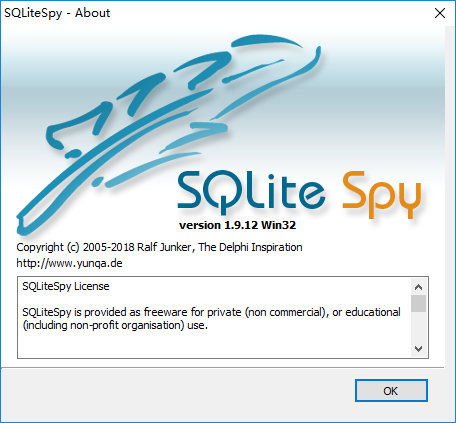 SQLiteSpy - About
SQLite Spy
version 1.9.12 Win32
Copyright (c) 2005-2018 Ralf Junker, The Delphi Inspiration
http://www.yunqa.de
SQLiteSpy License
SQLiteSpy is provided as freeware for private (non commercial), or educational
(including non-profit organisation) use.
OK